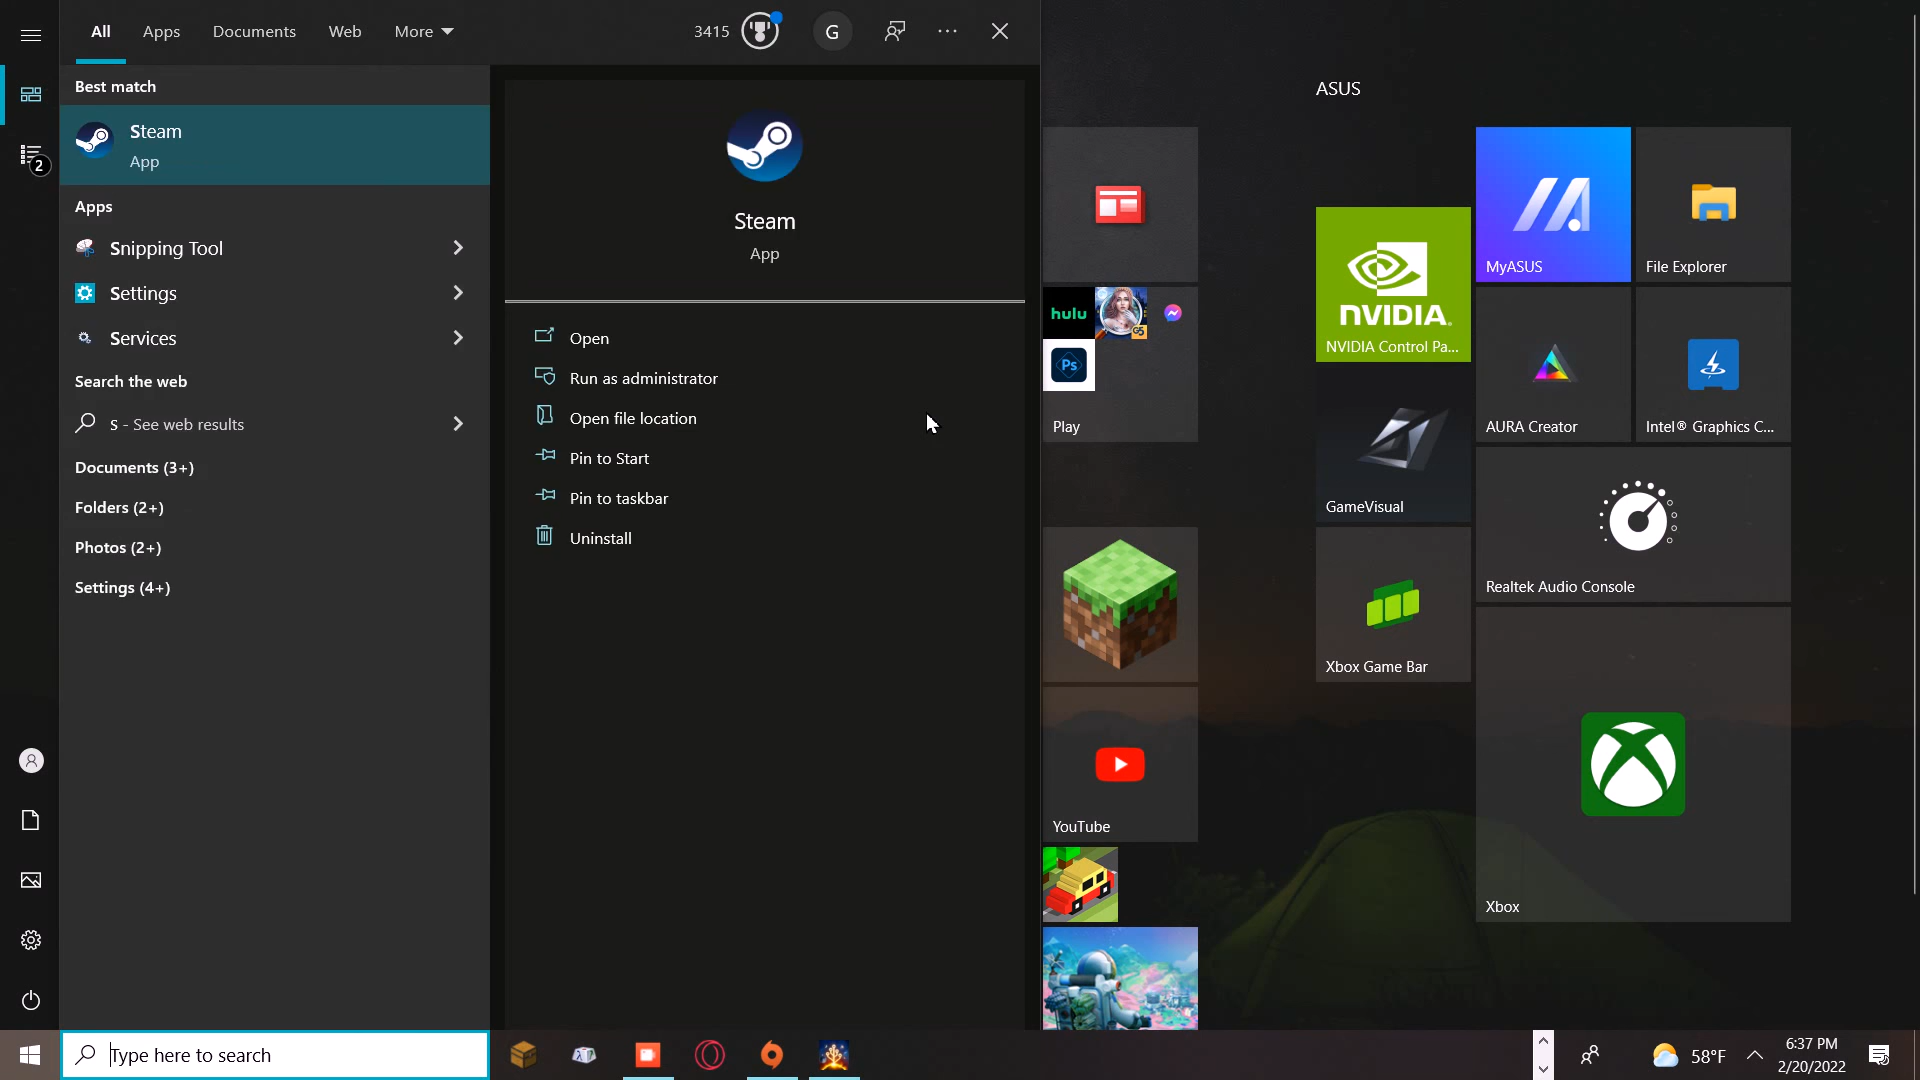 All Apps Documents Web More 3415 G
2
Best match
Steam
App
Apps
Snipping Tool
Settings
Services
Search the web
s - See web results
Documents (3+)
Folders (2+)
Photos (2+)
Settings (4+)
Steam
App
Open
Run as administrator
Open file location
Pin to Start
Pin to taskbar
Uninstall
hulu
G5
Ps
Play
YouTube
ASUS
NVIDIA.
NVIDIA Control Pa...
MyASUS
File Explorer
AURA Creator
Intel® Graphics C...
GameVisual
Realtek Audio Console
Xbox Game Bar
Xbox
Type here to search
58°F
6:37 PM
2/20/2022